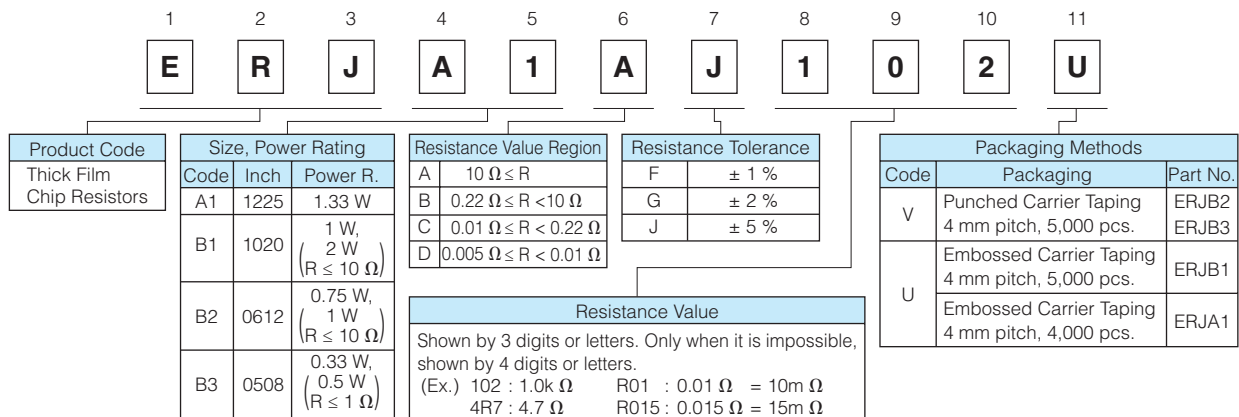 1 2 3 4 5 6 7 8 9 10 11
E R J A 1 A J 1 0 2 U
Product Code
Thick Film
Chip Resistors
Size, Power Rating
Code Inch Power R.
A1 1225 1.33 W
B1 1020 1 W,
(2 W
R ≤ 10 Ω)
B2 0612 0.75 W,
(1 W
R ≤ 10 Ω)
B3 0508 0.33 W,
(0.5 W
R ≤ 1 Ω)
Resistance Value Region
A 10 Ω ≤ R
B 0.22 Ω ≤ R <10 Ω
C 0.01 Ω ≤ R < 0.22 Ω
D 0.005 Ω ≤ R < 0.01 Ω
Resistance Tolerance
F ± 1 %
G ± 2 %
J ± 5 %
Resistance Value
Shown by 3 digits or letters. Only when it is impossible,
shown by 4 digits or letters.
(Ex.) 102 : 1.0k Ω R01 : 0.01 Ω = 10m Ω
4R7 : 4.7 Ω R015 : 0.015 Ω = 15m Ω
Packaging Methods
Code Packaging Part No.
V Punched Carrier Taping ERJB2
4 mm pitch, 5,000 pcs. ERJB3
U Embossed Carrier Taping
4 mm pitch, 5,000 pcs. ERJB1
Embossed Carrier Taping
4 mm pitch, 4,000 pcs. ERJA1